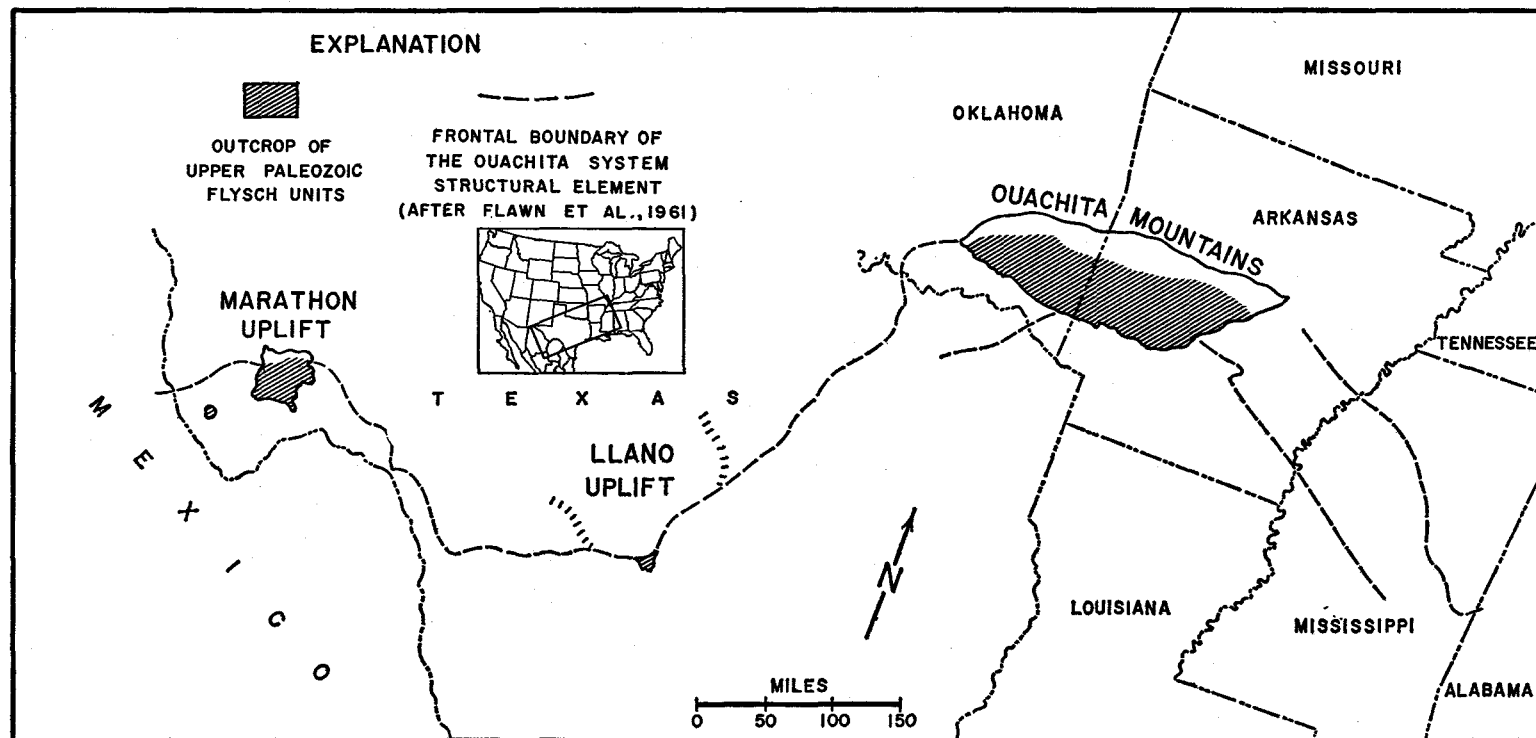 EXPLANATION
OUTCROP OF
UPPER PALEOZOIC
FLYSCH UNITS
FRONTAL BOUNDARY OF
THE OUACHITA SYSTEM
STRUCTURAL ELEMENT
(AFTER FLAWN ET AL., 1961)
MISSOURI
OKLAHOMA
OUACHITA MOUNTAINS
ARKANSAS
?
MARATHON
UPLIFT
TENNESSEE
TEXAS
MEXICO
LLANO
UPLIFT
N
LOUISIANA
MISSISSIPPI
ALABAMA
MILES
0 50 100 150